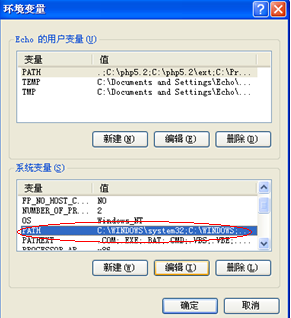 环境变量
Echo 的用户变量(U)
变量 值
PATH .;C:\php5.2;C:\php5.2\ext;C:\Pr...
TEMP C:\Documents and Settings\Echo\...
TMP C:\Documents and Settings\Echo\...
新建(N) 编辑(E) 删除(D)
系统变量(S)
变量 值
FP_NO_HOST_C... NO
NUMBER_OF_PR... 2
OS Windows_NT
PATH C:\WINDOWS\system32;C:\WINDOWS;...
PATHEXT .COM;.EXE;.BAT;.CMD;.VBS;.VBE;...
新建(W) 编辑(I) 删除(L)
确定 取消